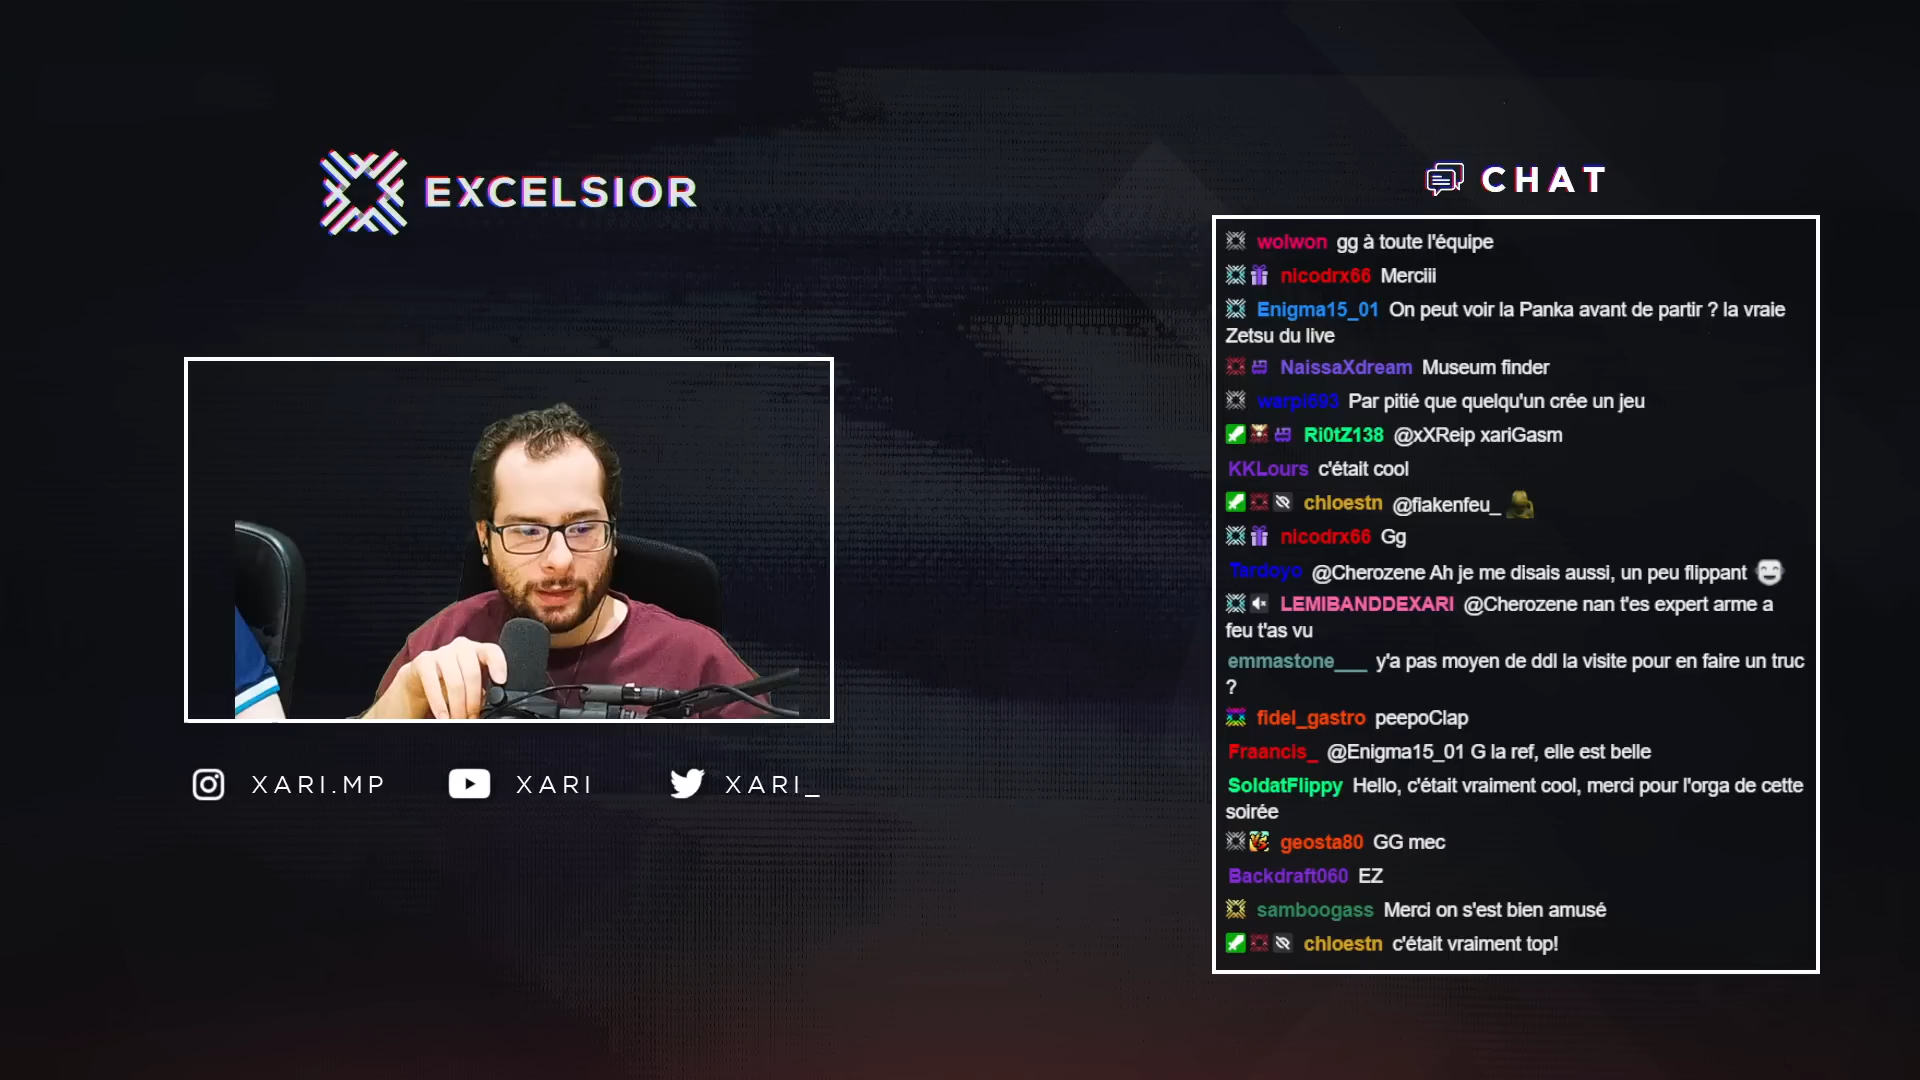 EXCELSIOR
XARI.MP
XARI
XARI_
CHAT
wolwon gg à toute l'équipe
nicodrx66 Merciii
Enigma15_01 On peut voir la Panka avant de partir ? la vraie
Zetsu du live
NaissaXdream Museum finder
warpi693 Par pitié que quelqu'un crée un jeu
Ri0tZ138 @xXReip xariGasm
KKLours c'était cool
chloestn @fiakenfeu_
nicodrx66 Gg
Tardoyo @Cherozene Ah je me disais aussi, un peu flippant
LEMIBANDDEXARI @Cherozene nan t'es expert arme a
feu t'as vu
emmastone___ y'a pas moyen de ddl la visite pour en faire un truc
?
fidel_gastro peepoClap
Fraancis_ @Enigma15_01 G la ref, elle est belle
SoldatFlippy Hello, c'était vraiment cool, merci pour l'orga de cette
soirée
geosta80 GG mec
Backdraft060 EZ
samboogass Merci on s'est bien amusé
chloestn c'était vraiment top!